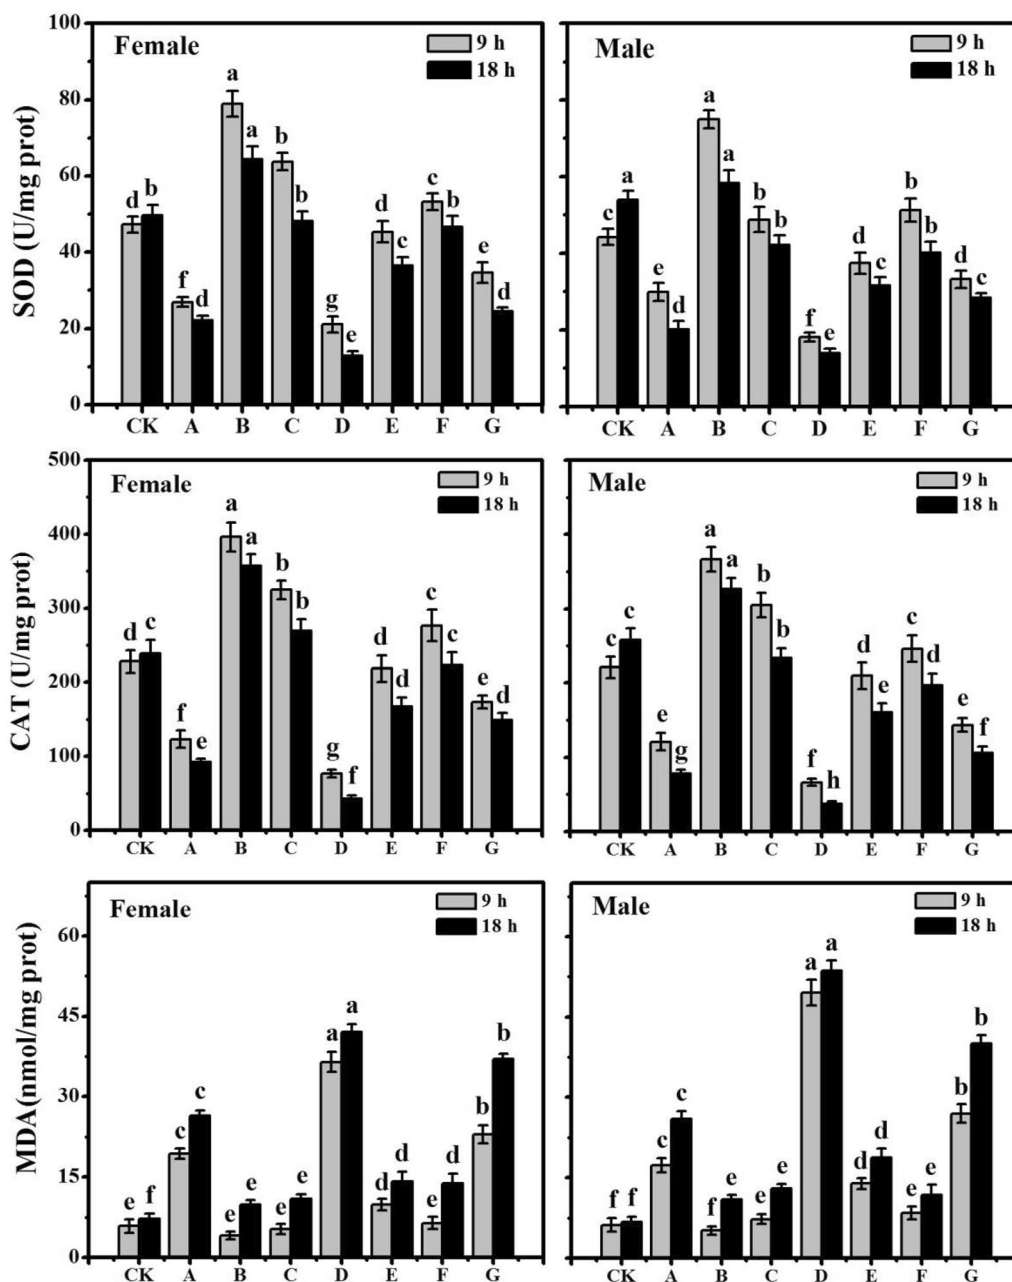 SOD (U/mg prot)
100
80
60
40
20
0
Female
9 h
18 h
d b f d a a b b g e d c c b e d
CK A B C D E F G
Male
9 h
18 h
c a e d a a b b f e d c b b d c
CK A B C D E F G
CAT (U/mg prot)
500
400
300
200
100
0
Female
9 h
18 h
d c f e a a b b g f d d c c e d
CK A B C D E F G
Male
9 h
18 h
c b e g a a b b f h d e c d e f
CK A B C D E F G
MDA(nmol/mg prot)
60
45
30
15
0
Female
9 h
18 h
e f c c e e e e a a d d e d b b
CK A B C D E F G
Male
9 h
18 h
f f c c f e e e a a d d e e b b
CK A B C D E F G